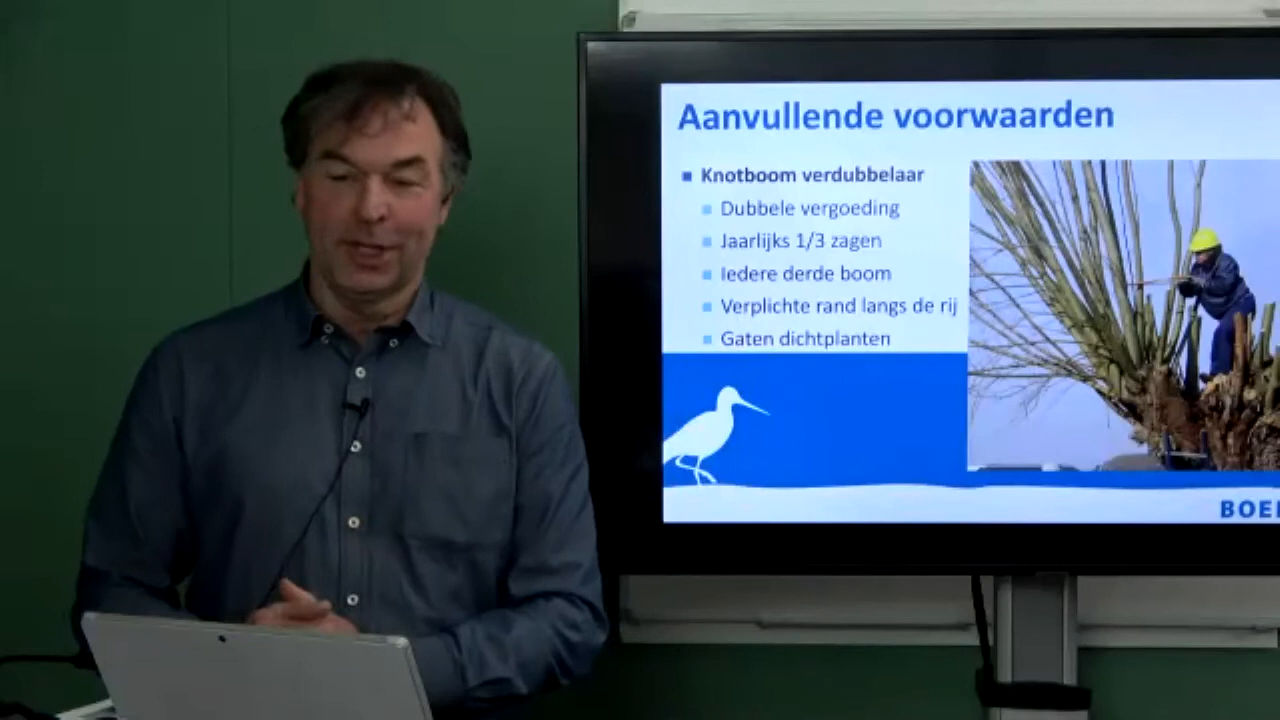 Aanvullende voorwaarden
Knotboom verdubbelaar
Dubbele vergoeding
Jaarlijks 1/3 zagen
Iedere derde boom
Verplichte rand langs de rij
Gaten dichtplanten